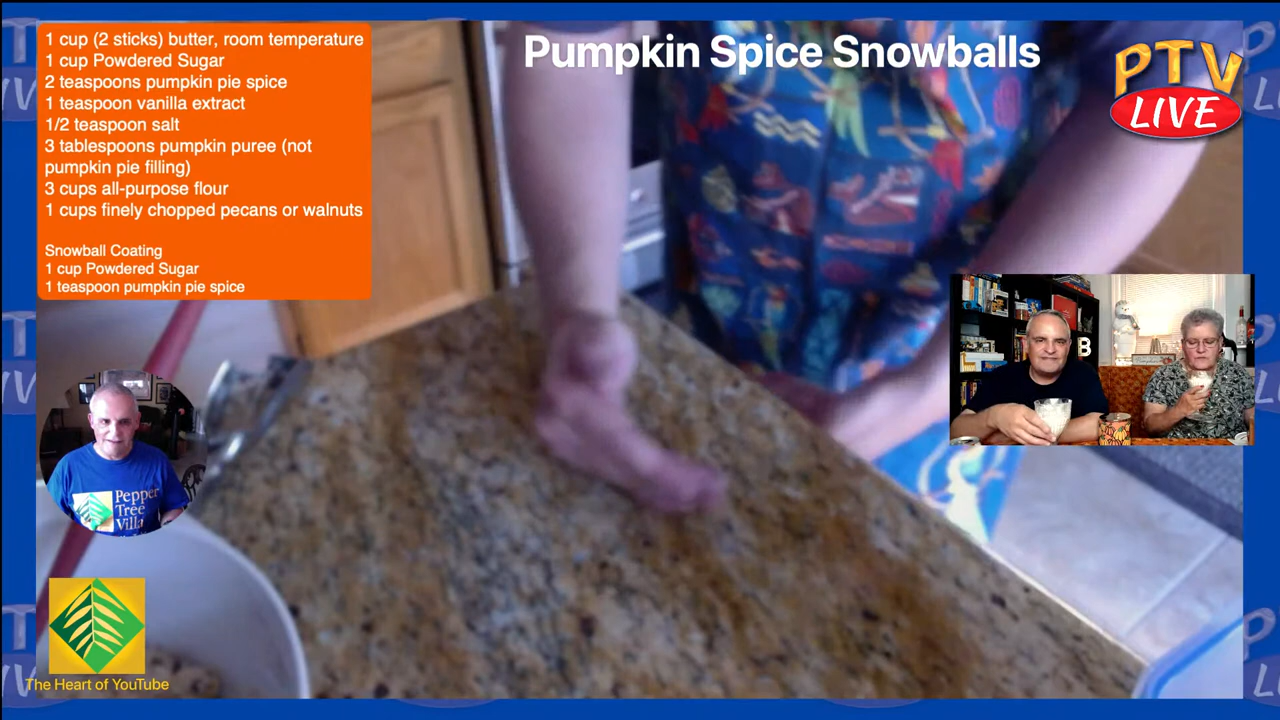 1 cup (2 sticks) butter, room temperature
1 cup Powdered Sugar
2 teaspoons pumpkin pie spice
1 teaspoon vanilla extract
1/2 teaspoon salt
3 tablespoons pumpkin puree (not
pumpkin pie filling)
3 cups all-purpose flour
1 cups finely chopped pecans or walnuts
Snowball Coating
1 cup Powdered Sugar
1 teaspoon pumpkin pie spice
Pumpkin Spice Snowballs
PTV
LIVE
B
Pepper
Tree
Villa
The Heart of YouTube